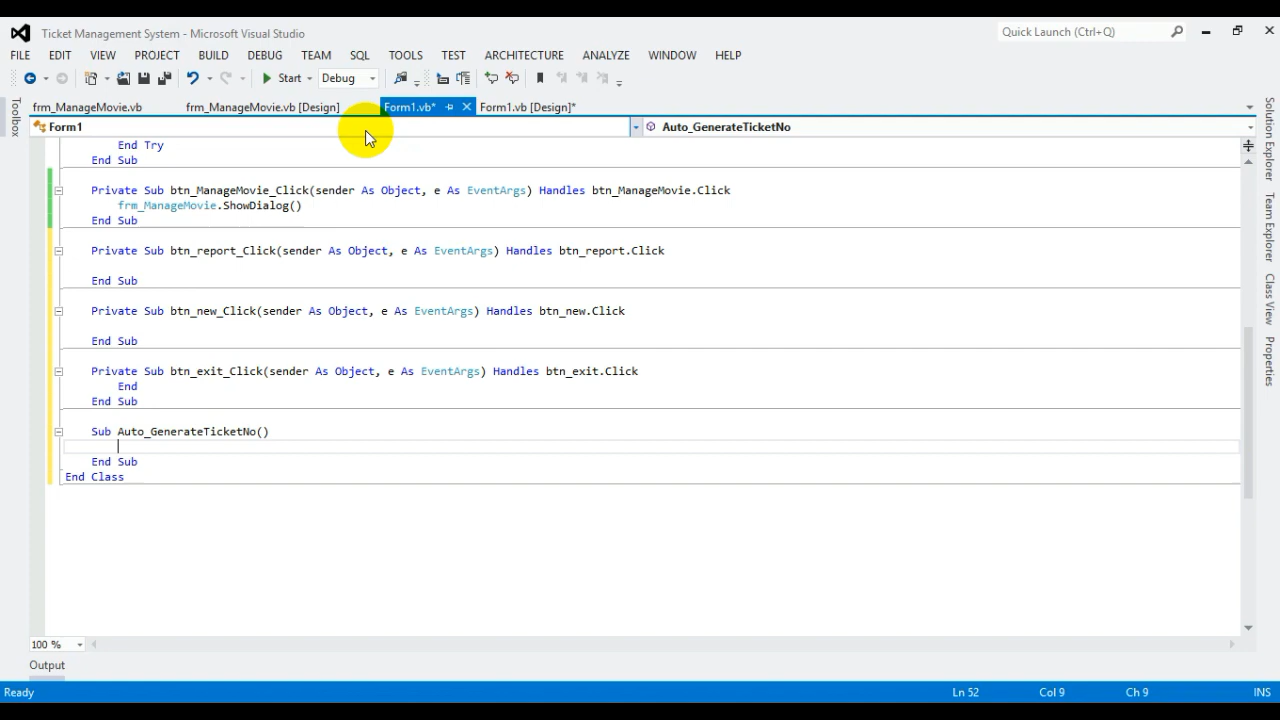 Ticket Management System - Microsoft Visual Studio
Quick Launch (Ctrl+Q)
FILE EDIT VIEW PROJECT BUILD DEBUG TEAM SQL TOOLS TEST ARCHITECTURE ANALYZE WINDOW HELP
Start Debug
frm_ManageMovie.vb frm_ManageMovie.vb [Design] Form1.vb* Form1.vb [Design]*
Form1 Auto_GenerateTicketNo
Toolbox
End Try
End Sub
Private Sub btn_ManageMovie_Click(sender As Object, e As EventArgs) Handles btn_ManageMovie.Click
frm_ManageMovie.ShowDialog()
End Sub
Private Sub btn_report_Click(sender As Object, e As EventArgs) Handles btn_report.Click
End Sub
Private Sub btn_new_Click(sender As Object, e As EventArgs) Handles btn_new.Click
End Sub
Private Sub btn_exit_Click(sender As Object, e As EventArgs) Handles btn_exit.Click
End
End Sub
Sub Auto_GenerateTicketNo()
End Sub
End Class
Solution Explorer
Team Explorer
Class View
Properties
100 %
Output
Ready Ln 52 Col 9 Ch 9 INS